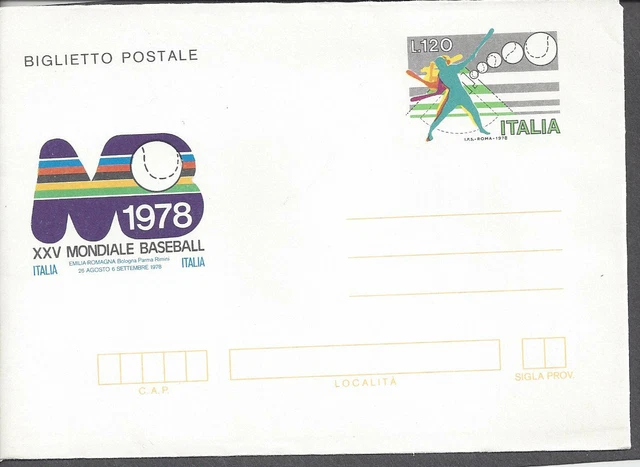 BIGLIETTO POSTALE
L.120
ITALIA
I.P.S.-ROMA-1978
1978
XXV MONDIALE BASEBALL
ITALIA EMILIA ROMAGNA Bologna Parma Rimini ITALIA
25 AGOSTO 6 SETTEMBRE 1978
C.A.P.
LOCALITÀ
SIGLA PROV.